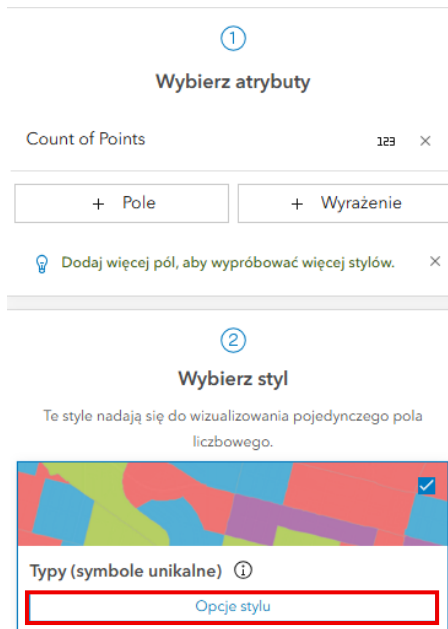 1
Wybierz atrybuty
Count of Points 123 ×
+ Pole + Wyrażenie
Dodaj więcej pól, aby wypróbować więcej stylów. ×
2
Wybierz styl
Te style nadają się do wizualizowania pojedynczego pola
liczbowego.
Typy (symbole unikalne) i
Opcje stylu